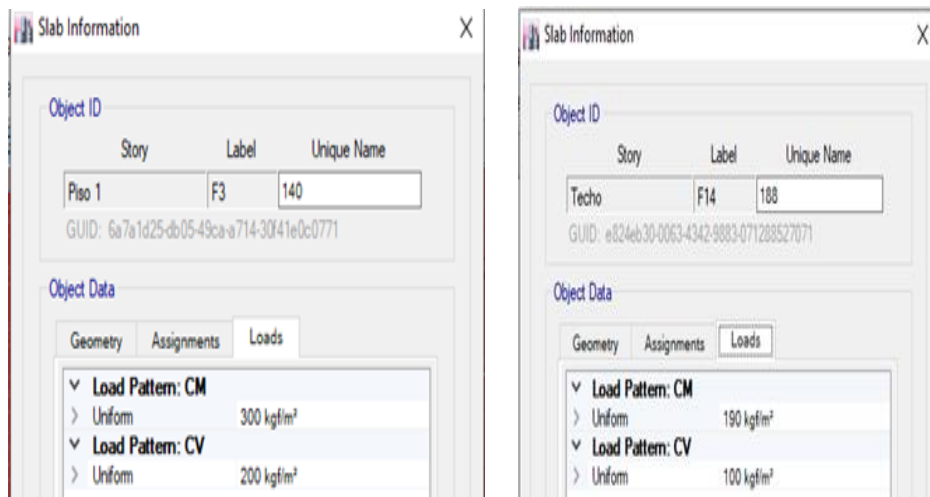 Slab Information
Object ID
Story Label Unique Name
Piso 1 F3 140
GUID: 6a7a1d25-db05-49ca-a714-30f41e0c0771
Object Data
Geometry Assignments Loads
Load Pattern: CM
Uniform 300 kgf/m²
Load Pattern: CV
Uniform 200 kgf/m²
Slab Information
Object ID
Story Label Unique Name
Techo F14 188
GUID: e824eb30-0063-4342-9883-071288527071
Object Data
Geometry Assignments Loads
Load Pattern: CM
Uniform 190 kgf/m²
Load Pattern: CV
Uniform 100 kgf/m²